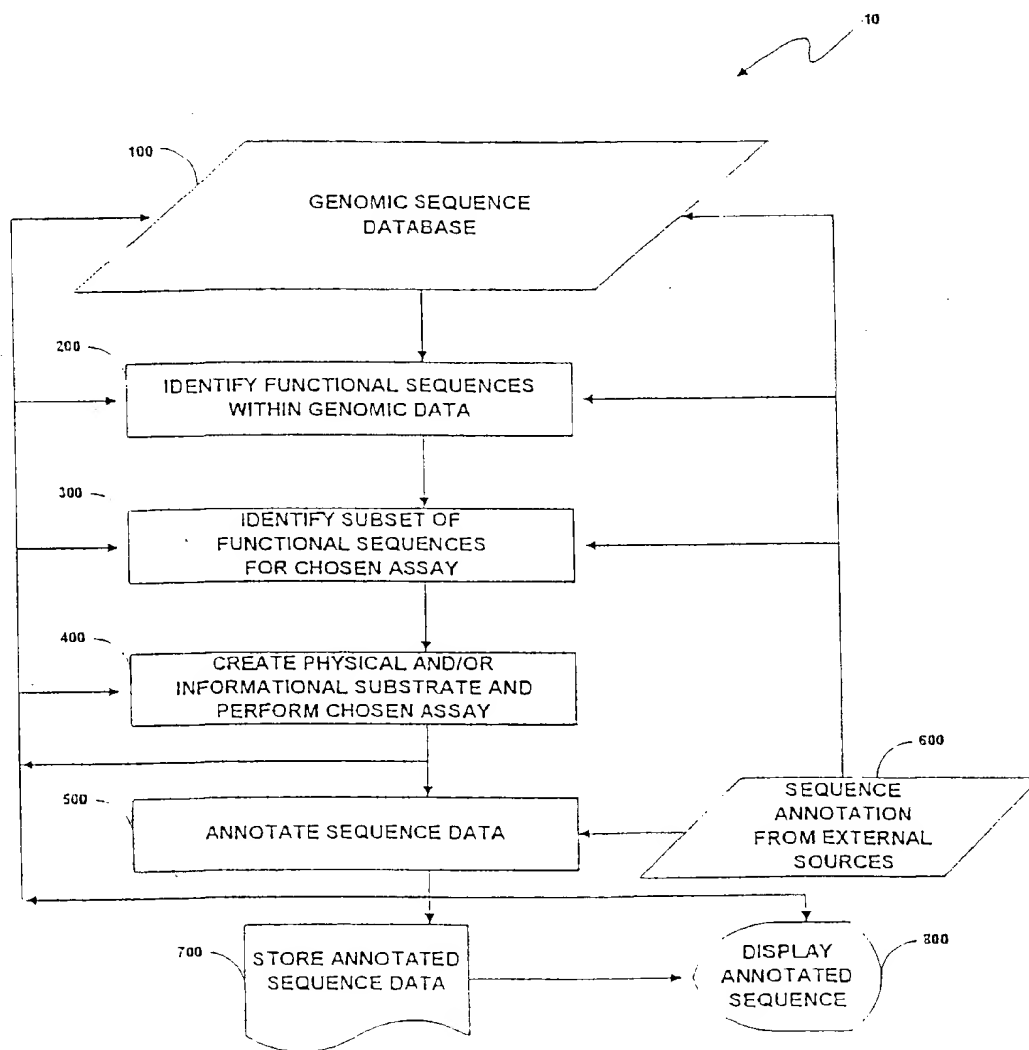 10
100
GENOMIC SEQUENCE
DATABASE
200
IDENTIFY FUNCTIONAL SEQUENCES
WITHIN GENOMIC DATA
300
IDENTIFY SUBSET OF
FUNCTIONAL SEQUENCES
FOR CHOSEN ASSAY
400
CREATE PHYSICAL AND/OR
INFORMATIONAL SUBSTRATE AND
PERFORM CHOSEN ASSAY
500
ANNOTATE SEQUENCE DATA
600
SEQUENCE
ANNOTATION
FROM EXTERNAL
SOURCES
700
STORE ANNOTATED
SEQUENCE DATA
800
DISPLAY
ANNOTATED
SEQUENCE